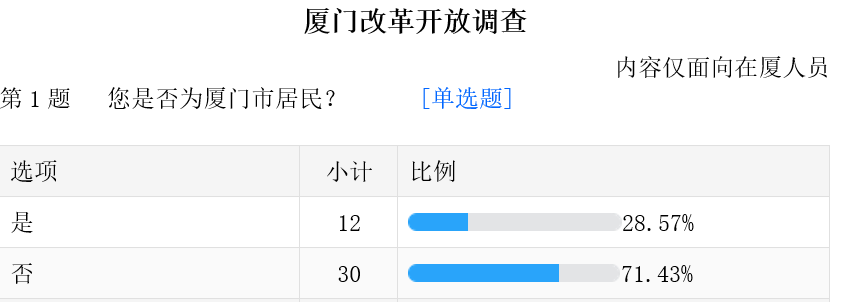 厦门改革开放调查
内容仅面向在厦人员
第 1 题 您是否为厦门市居民? [单选题]
选项 小计 比例
是 12 28.57%
否 30 71.43%